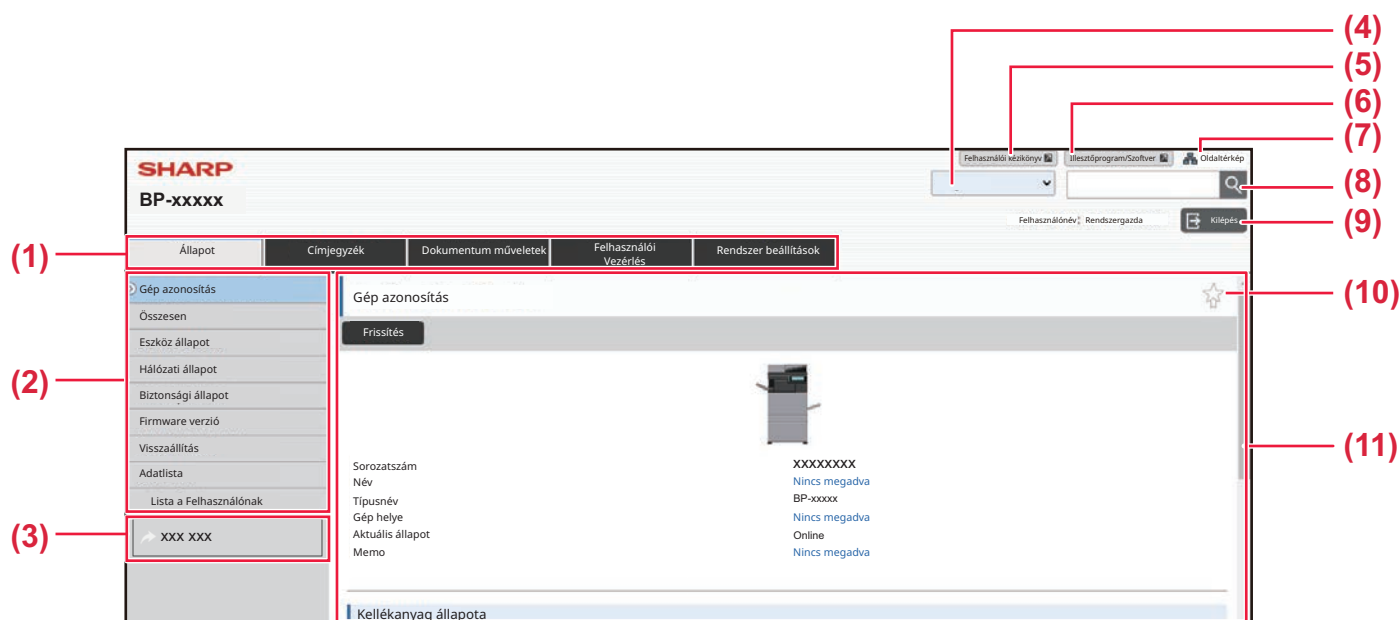 (4)
(5)
(6)
(7)
Felhasználói kézikönyv
Illesztőprogram/Szoftver
Oldaltérkép
SHARP
(8)
BP-xxxxx
Felhasználónév: Rendszergazda
Kilépés
(9)
(1)
Állapot
Címjegyzék
Dokumentum műveletek
Felhasználói
Vezérlés
Rendszer beállítások
(2)
Gép azonosítás
Összesen
Eszköz állapot
Hálózati állapot
Biztonsági állapot
Firmware verzió
Visszaállítás
Adatlista
Lista a Felhasználónak
(3)
XXX XXX
Gép azonosítás
(10)
Frissítés
(11)
Sorozatszám XXXXXXXX
Név Nincs megadva
Típusnév BP-xxxxx
Gép helye Nincs megadva
Aktuális állapot Online
Memo Nincs megadva
Kellékanyag állapota